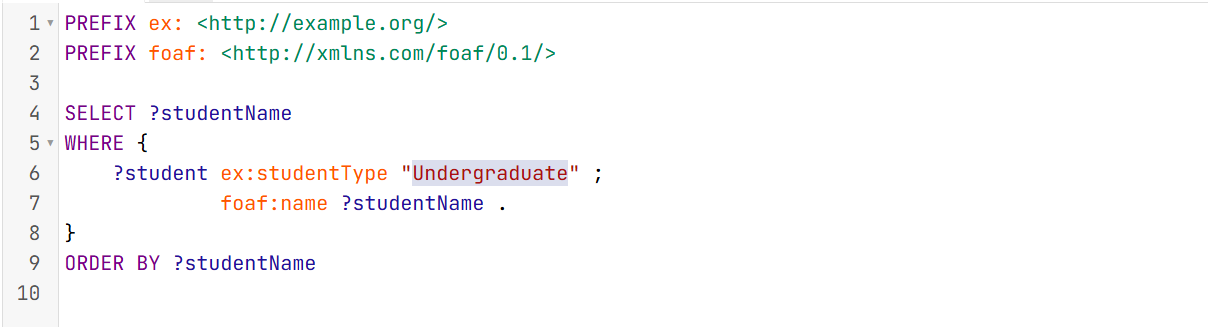 1 PREFIX ex: <http://example.org/>
2 PREFIX foaf: <http://xmlns.com/foaf/0.1/>
3
4 SELECT ?studentName
5 WHERE {
6     ?student ex:studentType "Undergraduate" ;
7              foaf:name ?studentName .
8 }
9 ORDER BY ?studentName
10